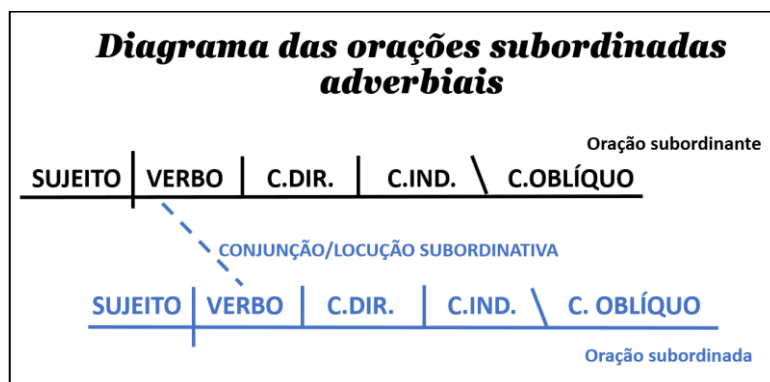 Diagrama das orações subordinadas
adverbiais
Oração subordinante
SUJEITO VERBO C.DIR. C.IND. C.OBLÍQUO
CONJUNÇÃO/LOCUÇÃO SUBORDINATIVA
SUJEITO VERBO C.DIR. C.IND. C. OBLÍQUO
Oração subordinada